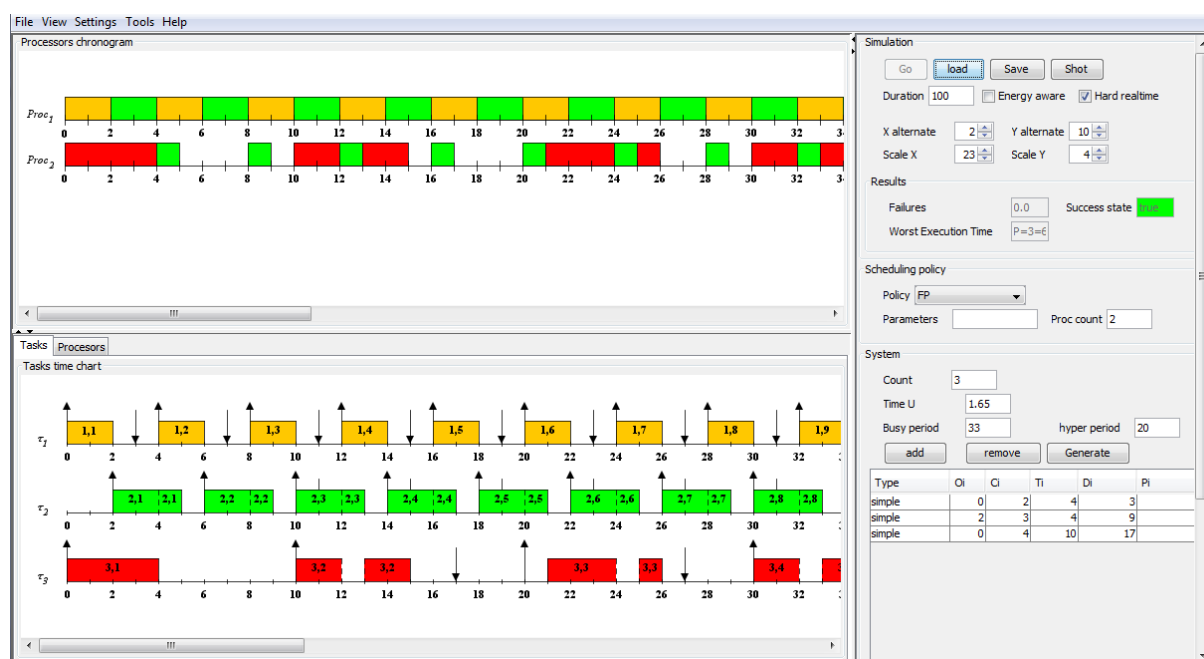 File View Settings Tools Help
Processors chronogram
Proc1
0 2 4 6 8 10 12 14 16 18 20 22 24 26 28 30 32 34
Proc2
0 2 4 6 8 10 12 14 16 18 20 22 24 26 28 30 32 3
Tasks Procesors
Tasks time chart
τ1 1,1 1,2 1,3 1,4 1,5 1,6 1,7 1,8 1,9
0 2 4 6 8 10 12 14 16 18 20 22 24 26 28 30 32 3
τ2 2,1 2,1 2,2 2,2 2,3 2,3 2,4 2,4 2,5 2,5 2,6 2,6 2,7 2,7 2,8 2,8
0 2 4 6 8 10 12 14 16 18 20 22 24 26 28 30 32 3
τ3 3,1 3,2 3,2 3,3 3,3 3,4 3
0 2 4 6 8 10 12 14 16 18 20 22 24 26 28 30 32 3
Simulation
Go load Save Shot
Duration 100 Energy aware Hard realtime
X alternate 2 Y alternate 10
Scale X 23 Scale Y 4
Results
Failures 0.0 Success state true
Worst Execution Time P=3=6
Scheduling policy
Policy FP
Parameters Proc count 2
System
Count 3
Time U 1.65
Busy period 33 hyper period 20
add remove Generate
Type Oi Ci Ti Di Pi
simple 0 2 4 3
simple 2 3 4 9
simple 0 4 10 17